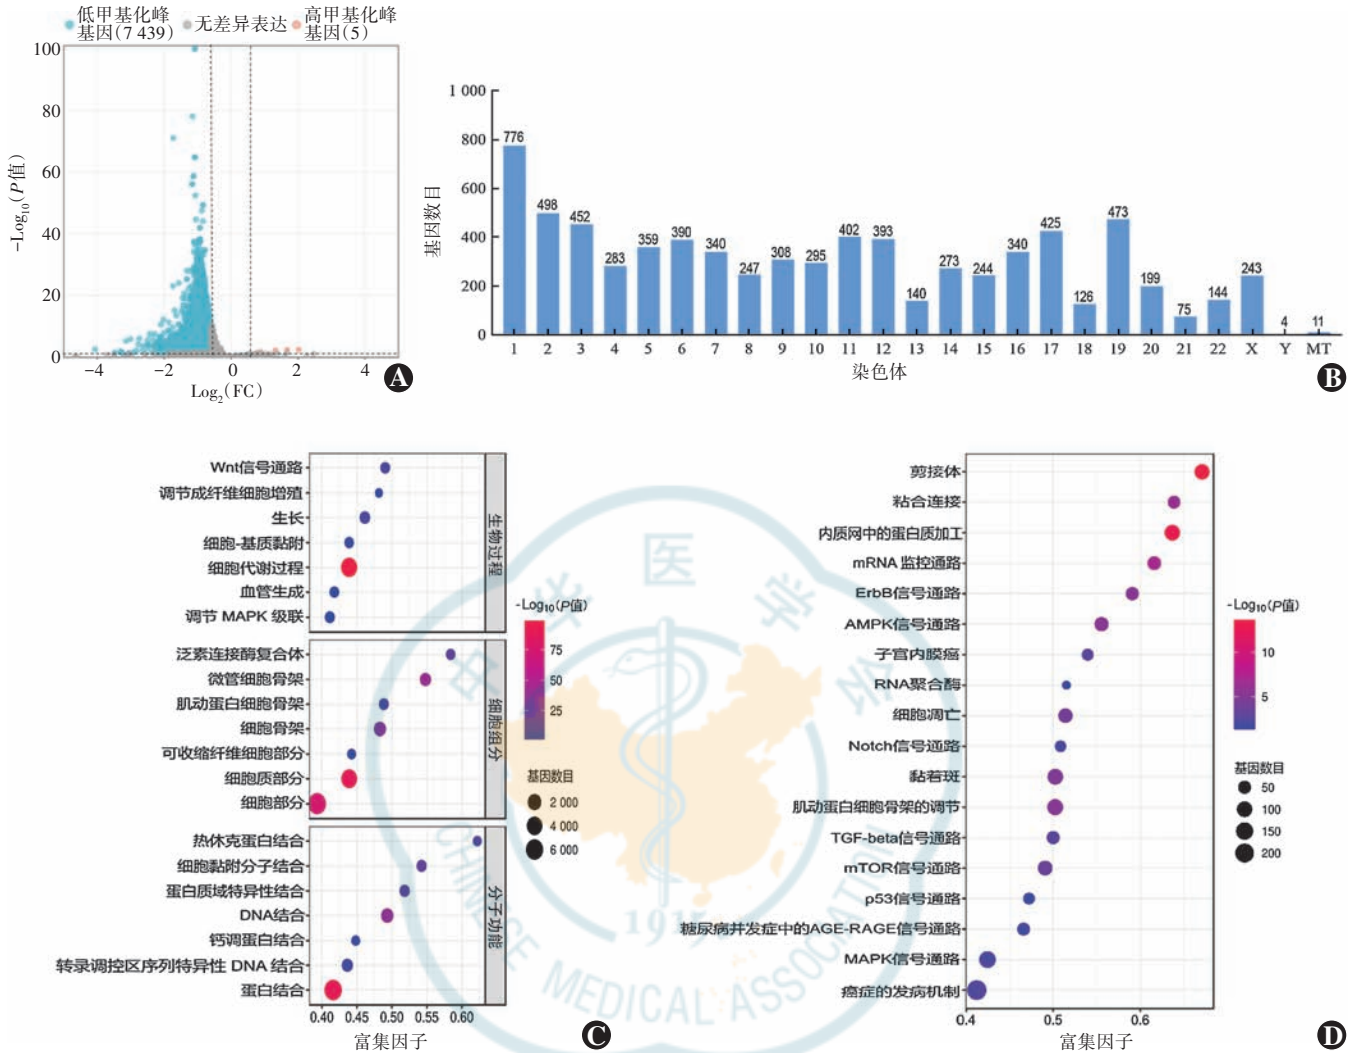 低甲基化峰
基因(7 439)
无差异表达
高甲基化峰
基因(5)
−Log10(P值)
100
80
60
40
20
0
−4
−2
0
2
4
Log2(FC)
A
基因数目
1 000
800
600
400
200
0
776
498
452
283
359
390
340
247
308
295
402
393
140
273
244
340
425
126
473
199
75
144
243
4
11
1
2
3
4
5
6
7
8
9
10
11
12
13
14
15
16
17
18
19
20
21
22
X
Y
MT
染色体
B
Wnt信号通路
调节成纤维细胞增殖
生长
细胞-基质黏附
细胞代谢过程
血管生成
调节 MAPK 级联
生物过程
泛素连接酶复合体
微管细胞骨架
肌动蛋白细胞骨架
细胞骨架
可收缩纤维细胞部分
细胞质部分
细胞部分
细胞组分
热休克蛋白结合
细胞黏附分子结合
蛋白质域特异性结合
DNA结合
钙调蛋白结合
转录调控区序列特异性 DNA 结合
蛋白结合
分子功能
0.40
0.45
0.50
0.55
0.60
富集因子
-Log10(P值)
75
50
25
基因数目
2 000
4 000
6 000
C
剪接体
粘合连接
内质网中的蛋白质加工
mRNA 监控通路
ErbB信号通路
AMPK信号通路
子宫内膜癌
RNA聚合酶
细胞凋亡
Notch信号通路
黏着斑
肌动蛋白细胞骨架的调节
TGF-beta信号通路
mTOR信号通路
p53信号通路
糖尿病并发症中的AGE-RAGE信号通路
MAPK信号通路
癌症的发病机制
0.4
0.5
0.6
富集因子
-Log10(P值)
10
5
基因数目
50
100
150
200
D
中华医学会
1915
CHINESE MEDICAL ASSOCIATION